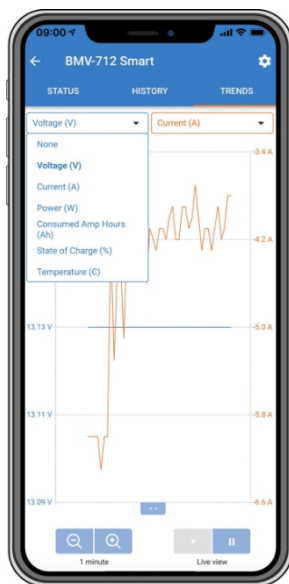 09:00
BMV-712 Smart
STATUS HISTORY TRENDS
Voltage (V) Current (A)
None
Voltage (V)
Current (A)
Power (W)
Consumed Amp Hours
(Ah)
State of Charge (%)
Temperature (C)
-3.4 A
-4.2 A
13.13 V -5.0 A
13.11 V -5.8 A
13.09 V -6.6 A
1 minute Live view